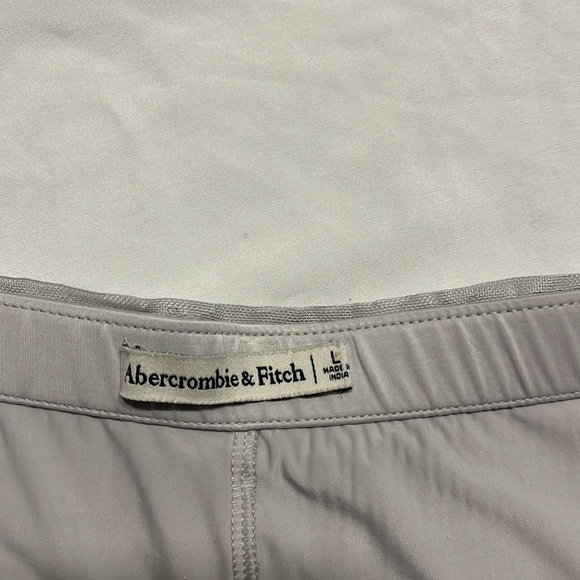 Abercrombie & Fitch
L
MADE IN
INDIA